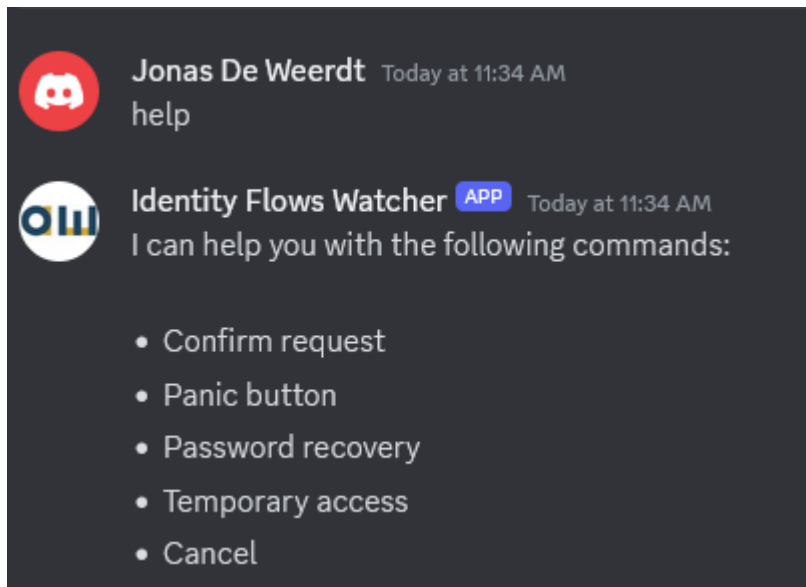 Jonas De Weerdt Today at 11:34 AM
help
Identity Flows Watcher APP Today at 11:34 AM
I can help you with the following commands:
• Confirm request
• Panic button
• Password recovery
• Temporary access
• Cancel